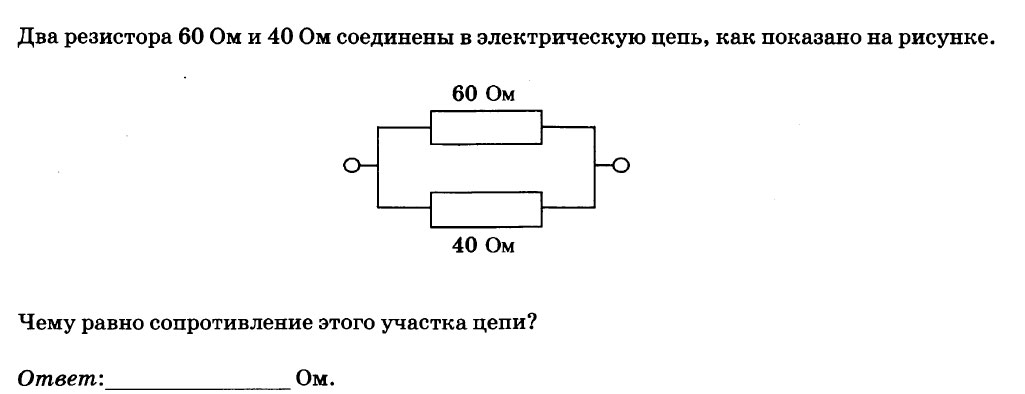 Два резистора 60 Ом и 40 Ом соединены в электрическую цепь, как показано на рисунке.
60 Ом
40 Ом
Чему равно сопротивление этого участка цепи?
Ответ:__________________ Ом.